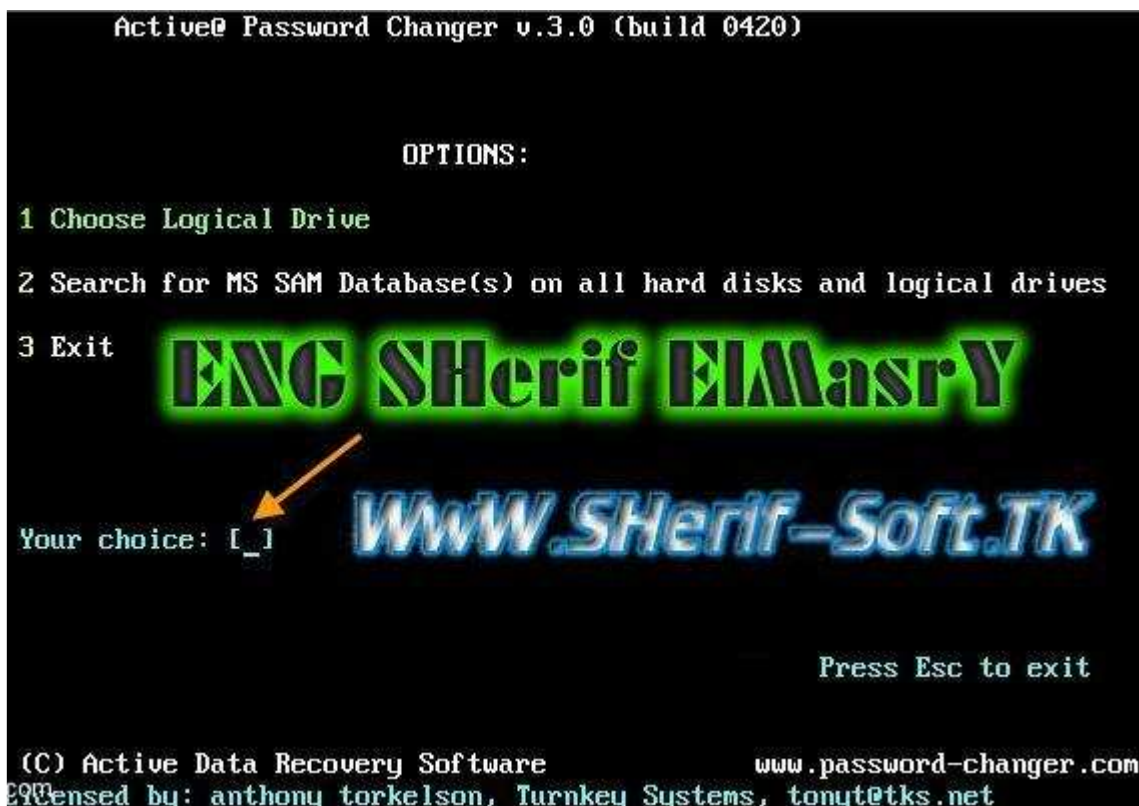 Active@ Password Changer v.3.0 (build 0420)
OPTIONS:
1 Choose Logical Drive
2 Search for MS SAM Database(s) on all hard disks and logical drives
3 Exit
ENG SHerif ElMasrY
Your choice: [_]
WwW.SHerif-Soft.TK
Press Esc to exit
(C) Active Data Recovery Software www.password-changer.com
Licensed by: anthony torkelson, Turnkey Systems, tonyt@tks.net